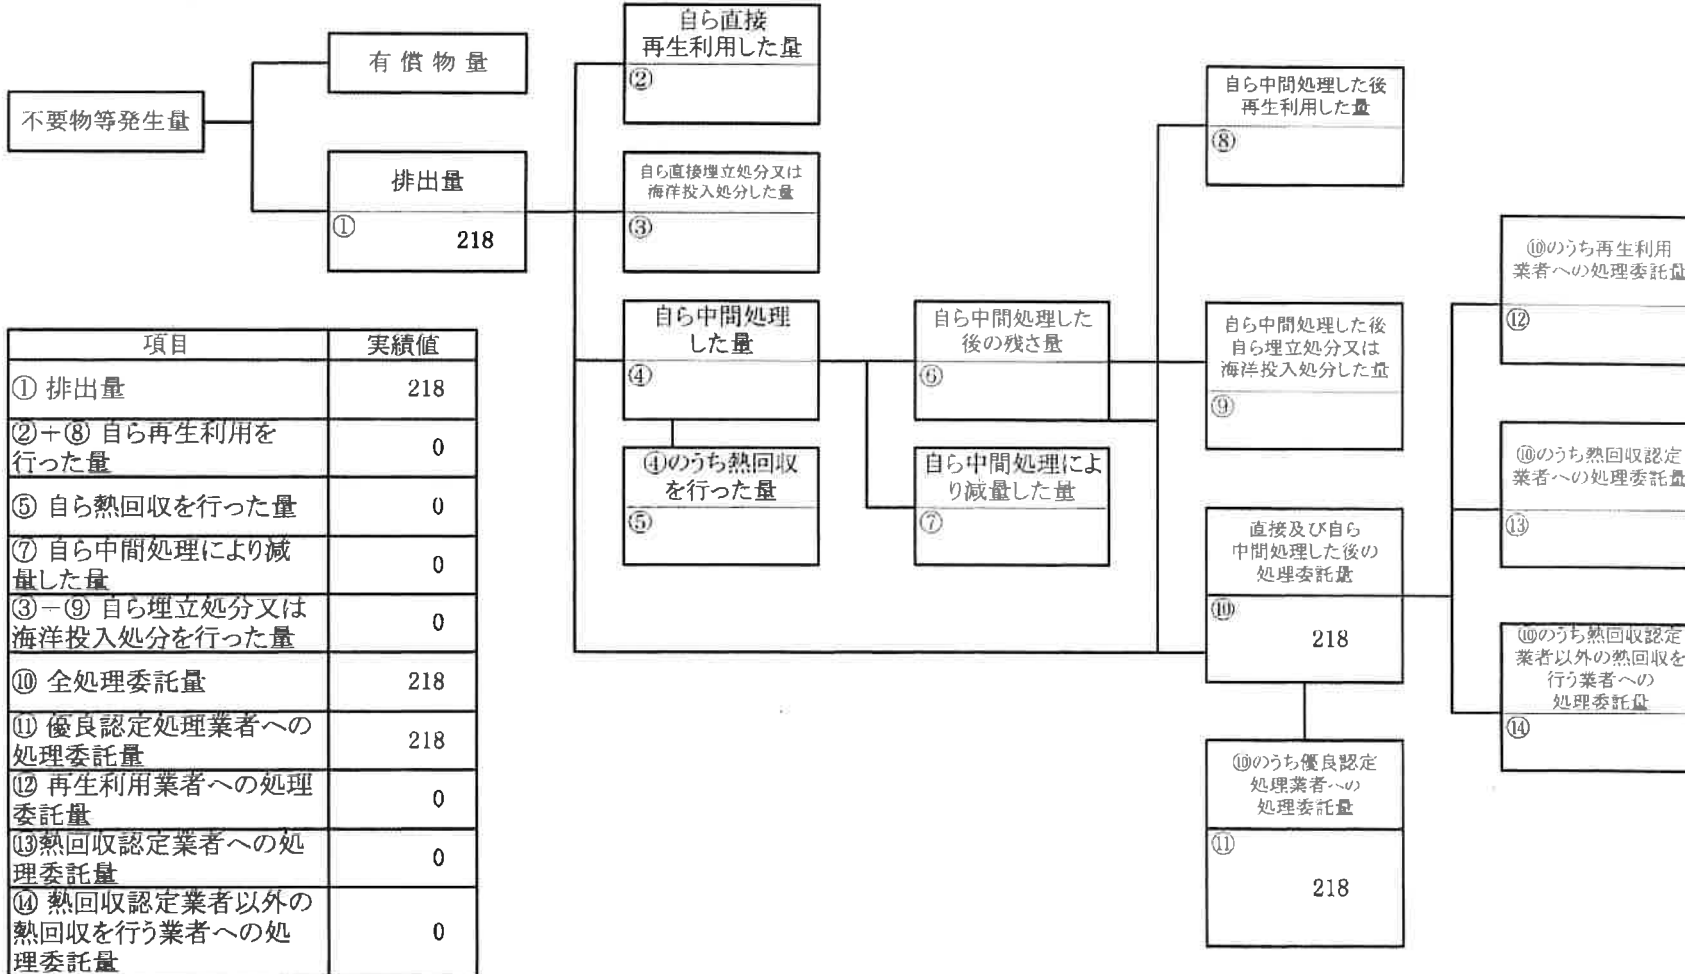 不要物等発生量
有償物量
排出量
①
218
自ら直接
再生利用した量
②
自ら直接埋立処分又は
海洋投入処分した量
③
自ら中間処理
した量
④
④のうち熱回収
を行った量
⑤
自ら中間処理した
後の残さ量
⑥
自ら中間処理によ
り減量した量
⑦
自ら中間処理した後
再生利用した量
⑧
自ら中間処理した後
自ら埋立処分又は
海洋投入処分した量
⑨
直接及び自ら
中間処理した後の
処理委託量
⑩
218
⑩のうち優良認定
処理業者への
処理委託量
⑪
218
⑩のうち再生利用
業者への処理委託量
⑫
⑩のうち熱回収認定
業者への処理委託量
⑬
⑩のうち熱回収認定
業者以外の熱回収を
行う業者への
処理委託量
⑭
項目 実績値
① 排出量 218
②+⑧ 自ら再生利用を
行った量 0
⑤ 自ら熱回収を行った量 0
⑦ 自ら中間処理により減
量した量 0
③-⑨ 自ら埋立処分又は
海洋投入処分を行った量 0
⑩ 全処理委託量 218
⑪ 優良認定処理業者への
処理委託量 218
⑫ 再生利用業者への処理
委託量 0
⑬熱回収認定業者への処
理委託量 0
⑭ 熱回収認定業者以外の
熱回収を行う業者への処
理委託量 0